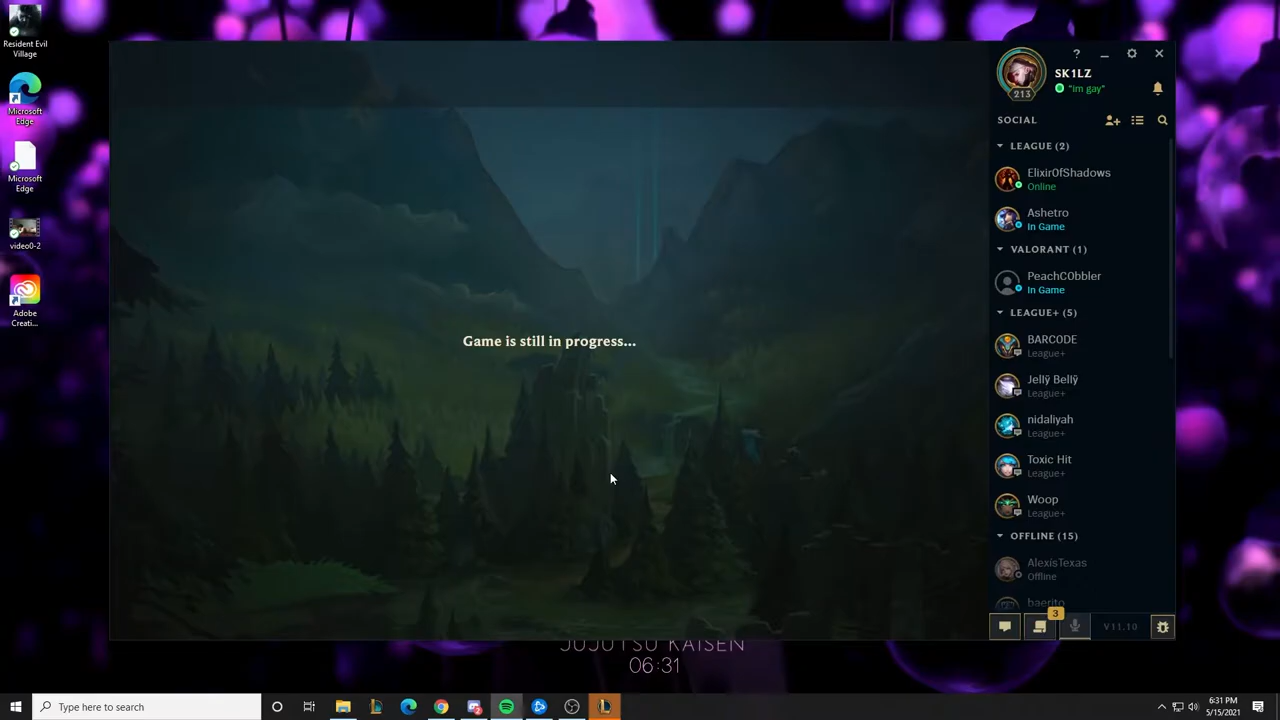 Resident Evil
Village
Microsoft
Edge
Microsoft
Edge
video0-2
Adobe
Creati...
Game is still in progress...
?
213
SK1LZ
"im gay"
SOCIAL
LEAGUE (2)
ElixirOfShadows
Online
Ashetro
In Game
VALORANT (1)
PeachC0bbler
In Game
LEAGUE+ (5)
BARC0DE
League+
Jellÿ Bellÿ
League+
nidaliyah
League+
Toxic Hit
League+
Woop
League+
OFFLINE (15)
AlexisTexas
Offline
baerito
3
V11.10
JUJUTSU KAISEN
06:31
Type here to search
6:31 PM
5/15/2021